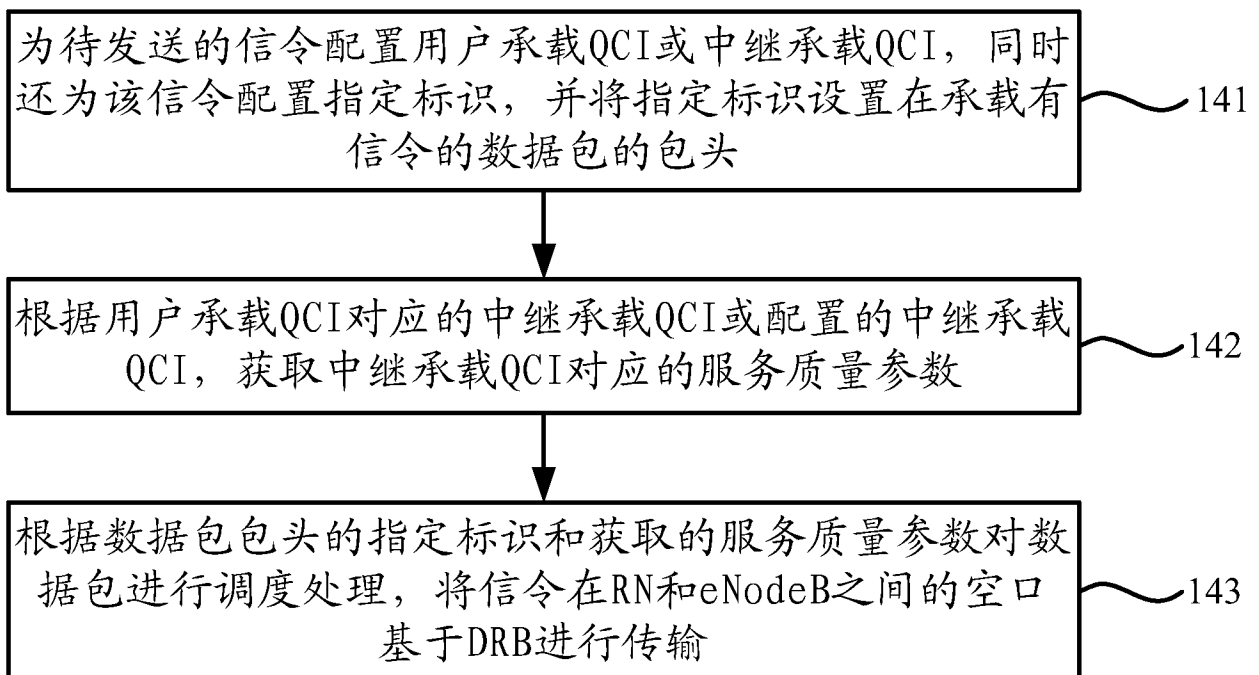 为待发送的信令配置用户承载QCI或中继承载QCI，同时
还为该信令配置指定标识，并将指定标识设置在承载有
信令的数据包的包头
141
根据用户承载QCI对应的中继承载QCI或配置的中继承载
QCI，获取中继承载QCI对应的服务质量参数
142
根据数据包包头的指定标识和获取的服务质量参数对数
据包进行调度处理，将信令在RN和eNodeB之间的空口
基于DRB进行传输
143